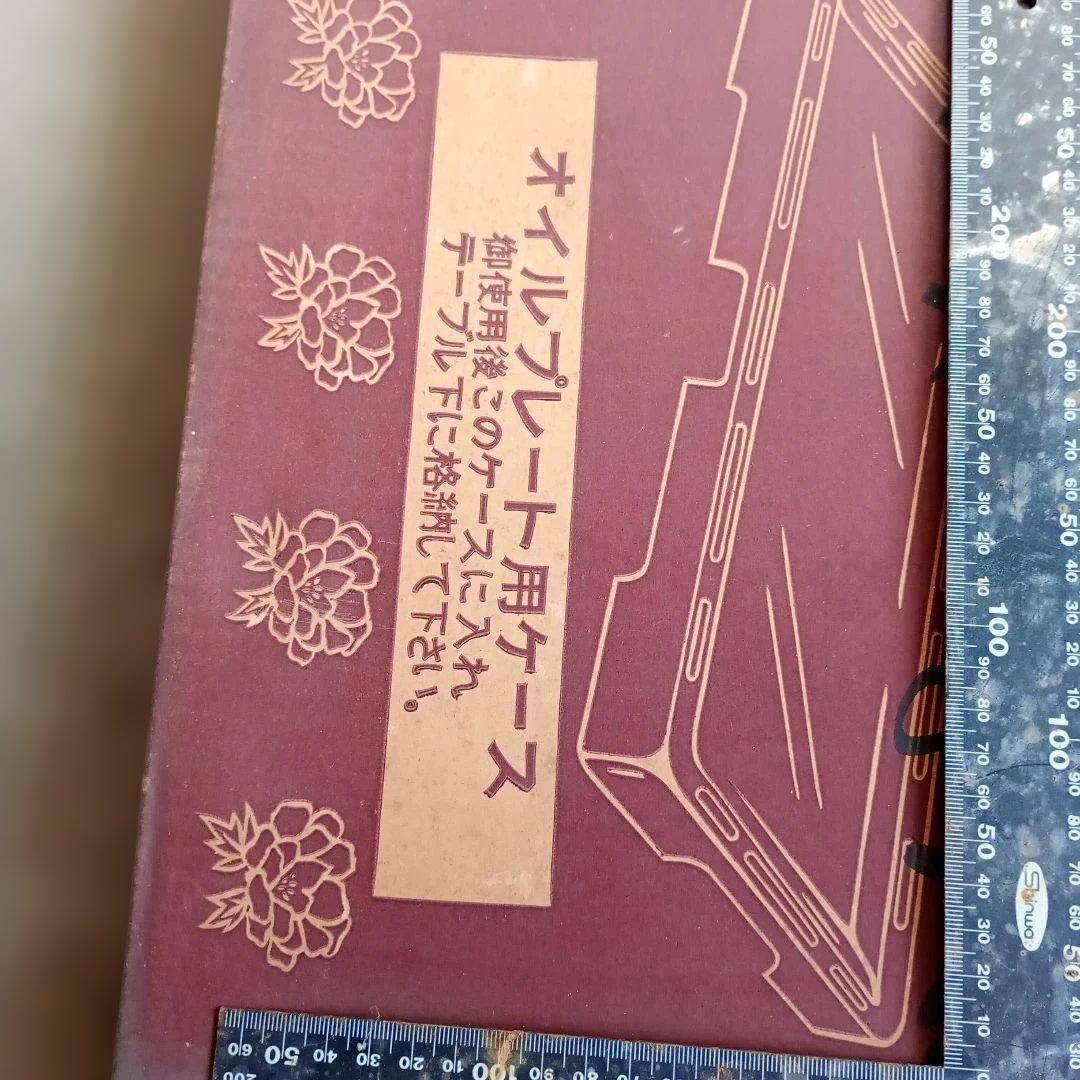 オイルプレート用ケース
御使用後このケースに入れ
テーブル下に格納して下さい。
Shinwa